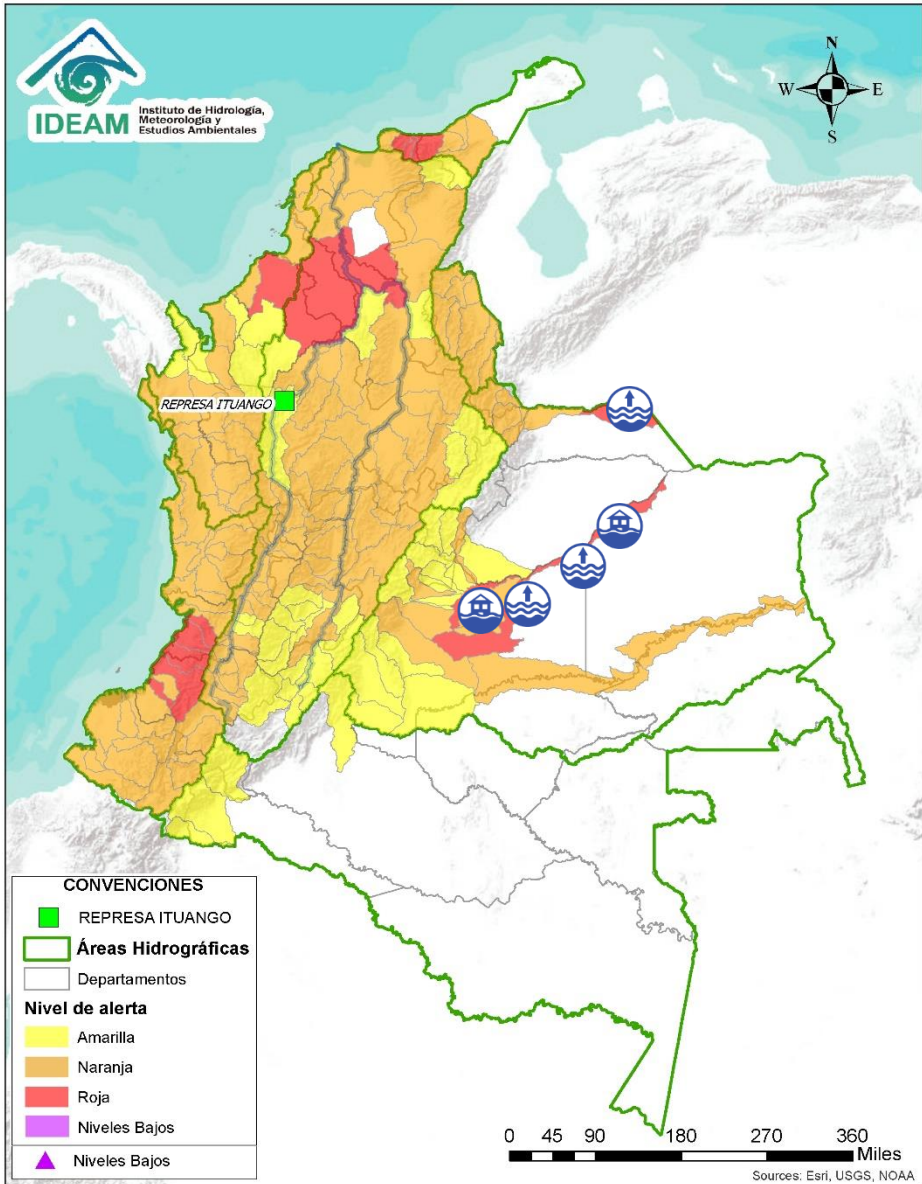 IDEAM
Instituto de Hidrología,
Meteorología y
Estudios Ambientales
N
W
E
S
REPRESA ITUANGO
CONVENCIONES
REPRESA ITUANGO
Áreas Hidrográficas
Departamentos
Nivel de alerta
Amarilla
Naranja
Roja
Niveles Bajos
Niveles Bajos
0 45 90 180 270 360
Miles
Sources: Esri, USGS, NOAA